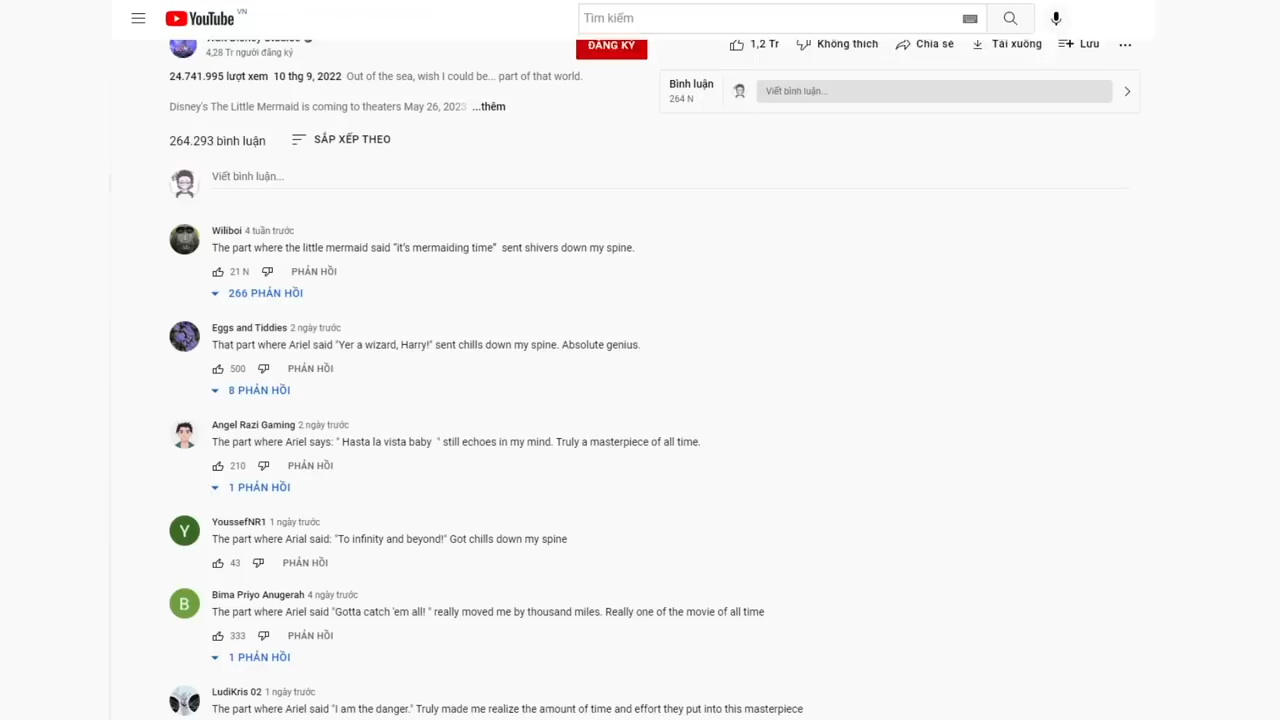 YouTube VN
Tìm kiếm
4,28 Tr người đăng ký
ĐĂNG KÝ
1,2 Tr Không thích Chia sẻ Tải xuống Lưu
24.741.995 lượt xem 10 thg 9, 2022 Out of the sea, wish I could be... part of that world.
Disney's The Little Mermaid is coming to theaters May 26, 2023 ...thêm
Bình luận
264 N
Viết bình luận...
264.293 bình luận SẮP XẾP THEO
Viết bình luận...
Wiliboi 4 tuần trước
The part where the little mermaid said “it’s mermaiding time” sent shivers down my spine.
21 N PHẢN HỒI
266 PHẢN HỒI
Eggs and Tiddies 2 ngày trước
That part where Ariel said "Yer a wizard, Harry!" sent chills down my spine. Absolute genius.
500 PHẢN HỒI
8 PHẢN HỒI
Angel Razi Gaming 2 ngày trước
The part where Ariel says: " Hasta la vista baby " still echoes in my mind. Truly a masterpiece of all time.
210 PHẢN HỒI
1 PHẢN HỒI
Y
YoussefNR1 1 ngày trước
The part where Arial said: "To infinity and beyond!" Got chills down my spine
43 PHẢN HỒI
B
Bima Priyo Anugerah 4 ngày trước
The part where Ariel said "Gotta catch 'em all! " really moved me by thousand miles. Really one of the movie of all time
333 PHẢN HỒI
1 PHẢN HỒI
LudiKris 02 1 ngày trước
The part where Ariel said "I am the danger." Truly made me realize the amount of time and effort they put into this masterpiece